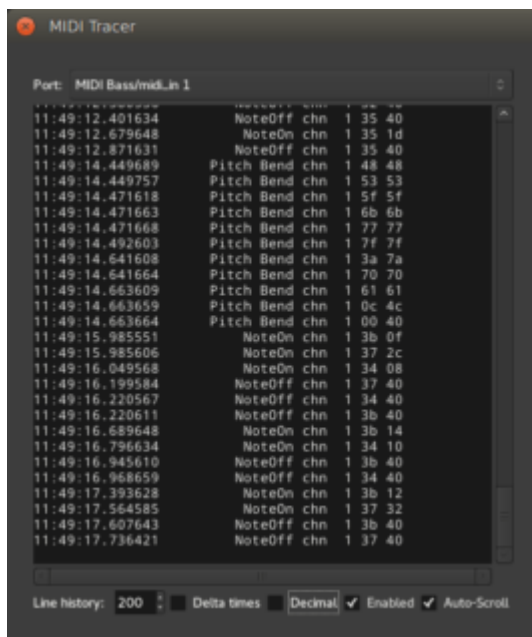 MIDI Tracer
Port: MIDI Bass/midi_in 1
11:49:12.401634 NoteOff chn 1 35 40
11:49:12.679648 NoteOn chn 1 35 1d
11:49:12.871631 NoteOff chn 1 35 40
11:49:14.449689 Pitch Bend chn 1 48 48
11:49:14.449757 Pitch Bend chn 1 53 53
11:49:14.471618 Pitch Bend chn 1 5f 5f
11:49:14.471663 Pitch Bend chn 1 6b 6b
11:49:14.471668 Pitch Bend chn 1 77 77
11:49:14.492603 Pitch Bend chn 1 7f 7f
11:49:14.641608 Pitch Bend chn 1 3a 7a
11:49:14.641664 Pitch Bend chn 1 70 70
11:49:14.663609 Pitch Bend chn 1 61 61
11:49:14.663659 Pitch Bend chn 1 0c 4c
11:49:14.663664 Pitch Bend chn 1 00 40
11:49:15.985551 NoteOn chn 1 3b 0f
11:49:15.985606 NoteOn chn 1 37 2c
11:49:16.049568 NoteOn chn 1 34 08
11:49:16.199584 NoteOff chn 1 37 40
11:49:16.220567 NoteOff chn 1 34 40
11:49:16.220611 NoteOff chn 1 3b 40
11:49:16.689648 NoteOn chn 1 3b 14
11:49:16.796634 NoteOn chn 1 34 10
11:49:16.945610 NoteOff chn 1 3b 40
11:49:16.968659 NoteOff chn 1 34 40
11:49:17.393628 NoteOn chn 1 3b 12
11:49:17.564585 NoteOn chn 1 37 32
11:49:17.607643 NoteOff chn 1 3b 40
11:49:17.736421 NoteOff chn 1 37 40
Line history: 200 Delta times Decimal Enabled Auto-Scroll